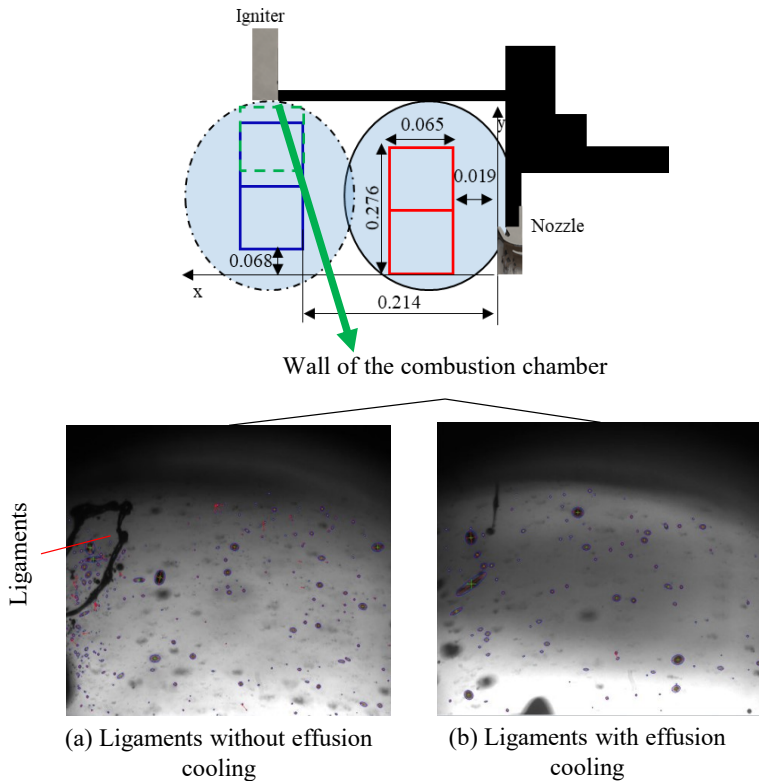 Igniter
y
0.065
0.019
0.276
Nozzle
0.068
x
0.214
Wall of the combustion chamber
Ligaments
(a) Ligaments without effusion
cooling
(b) Ligaments with effusion
cooling